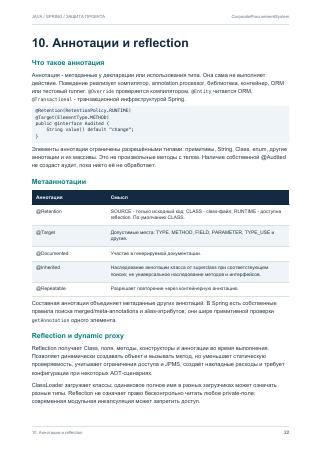 JAVA / SPRING / ЗАЩИТА ПРОЕКТА
CorporateProcurementSystem
10. Аннотации и reflection
Что такое аннотация
Аннотация - метаданные у декларации или использования типа. Она сама не выполняет
действия. Поведение реализует компилятор, annotation processor, библиотека, контейнер, ORM
или тестовый runner. @Override проверяется компилятором, @Entity читается ORM,
@Transactional - транзакционной инфраструктурой Spring.
@Retention(RetentionPolicy.RUNTIME)
@Target(ElementType.METHOD)
public @interface Audited {
String value() default "change";
}
Элементы аннотации ограничены разрешёнными типами: примитивы, String, Class, enum, другие
аннотации и их массивы. Это не произвольные методы с телом. Наличие собственной @Audited
не создаст аудит, пока никто её не обработает.
Метааннотации
Аннотация
Смысл
@Retention
SOURCE - только исходный код; CLASS - class-файл; RUNTIME - доступна
reflection. По умолчанию CLASS.
@Target
Допустимые места: TYPE, METHOD, FIELD, PARAMETER, TYPE_USE и
другие.
@Documented
Участие в генерируемой документации.
@Inherited
Наследование аннотации класса от superclass при соответствующем
поиске; не универсальное наследование методов и интерфейсов.
@Repeatable
Разрешает повторение через контейнерную аннотацию.
Составная аннотация объединяет метаданные других аннотаций. В Spring есть собственные
правила поиска merged/meta-аннотаций и alias-атрибутов; они шире примитивной проверки
getAnnotation одного элемента.
Reflection и dynamic proxy
Reflection получает Class, поля, методы, конструкторы и аннотации во время выполнения.
Позволяет динамически создавать объект и вызывать метод, но уменьшает статическую
проверяемость, учитывает ограничения доступа и JPMS, создаёт накладные расходы и требует
конфигурации при некоторых AOT-сценариях.
ClassLoader загружает классы; одинаковое полное имя в разных загрузчиках может означать
разные типы. Reflection не означает право бесконтрольно читать любое private-поле:
современная модульная инкапсуляция может запретить доступ.
10. Аннотации и reflection
22